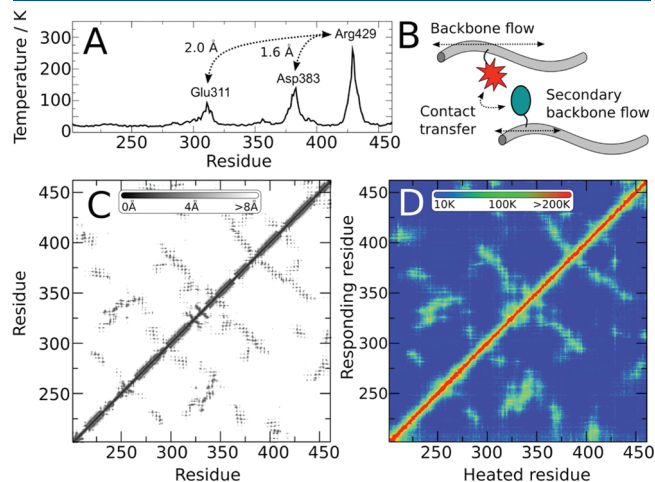 A
Temperature / K
300
200
100
0
2.0 Å
1.6 Å
Arg429
Asp383
Glu311
250
300
350
400
450
Residue
B
Backbone flow
Contact
transfer
Secondary
backbone flow
C
0Å 4Å >8Å
450
400
350
300
250
Residue
250 300 350 400 450
Residue
D
10K 100K >200K
450
400
350
300
250
Responding residue
250 300 350 400 450
Heated residue